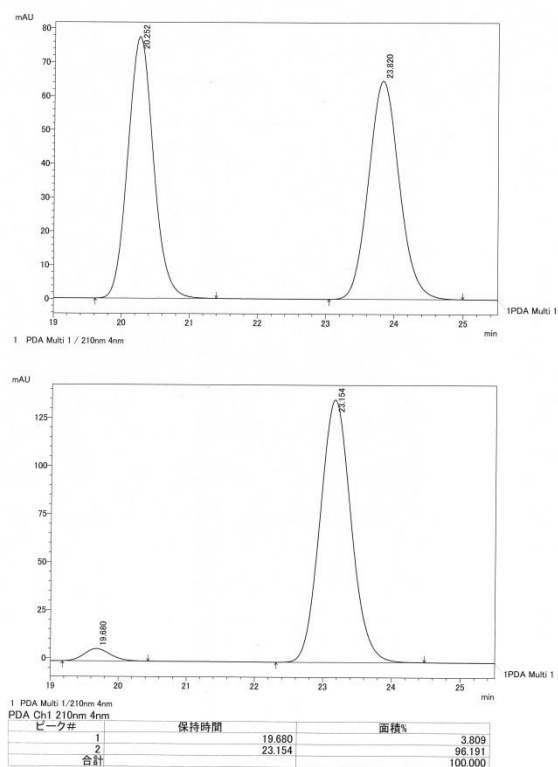 mAU
80
70
60
50
40
30
20
10
0
20.252
23.820
19 20 21 22 23 24 25
1PDA Multi 1
min
1 PDA Multi 1 / 210nm 4nm
mAU
125
100
75
50
25
0
19.680
23.154
19 20 21 22 23 24 25
1PDA Multi 1
min
1 PDA Multi 1/210nm 4nm
PDA Ch1 210nm 4nm
ピーク# 保持時間 面積%
1 19.680 3.809
2 23.154 96.191
合計 100.000